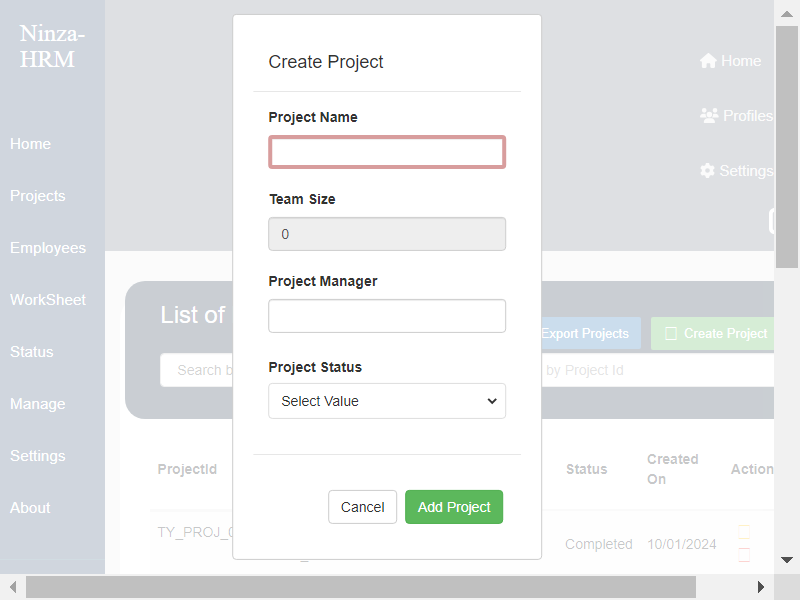 Ninza-
HRM
Home
Projects
Employees
WorkSheet
Status
Manage
Settings
About
Home
Profiles
Settings
Create Project
Project Name
Team Size
0
Project Manager
Project Status
Select Value
Cancel
Add Project
List of
Export Projects
Create Project
Search b
by Project Id
ProjectId
Status
Created
On
Action
TY_PROJ_
Completed
10/01/2024